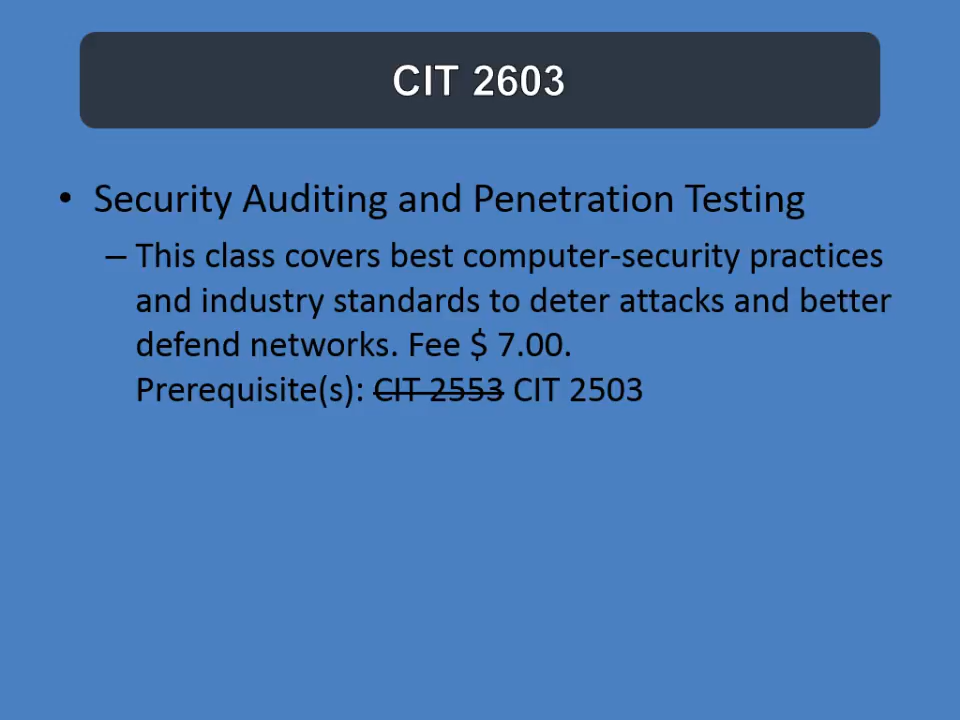 CIT 2603
• Security Auditing and Penetration Testing
– This class covers best computer-security practices
and industry standards to deter attacks and better
defend networks. Fee $ 7.00.
Prerequisite(s): CIT 2553 CIT 2503